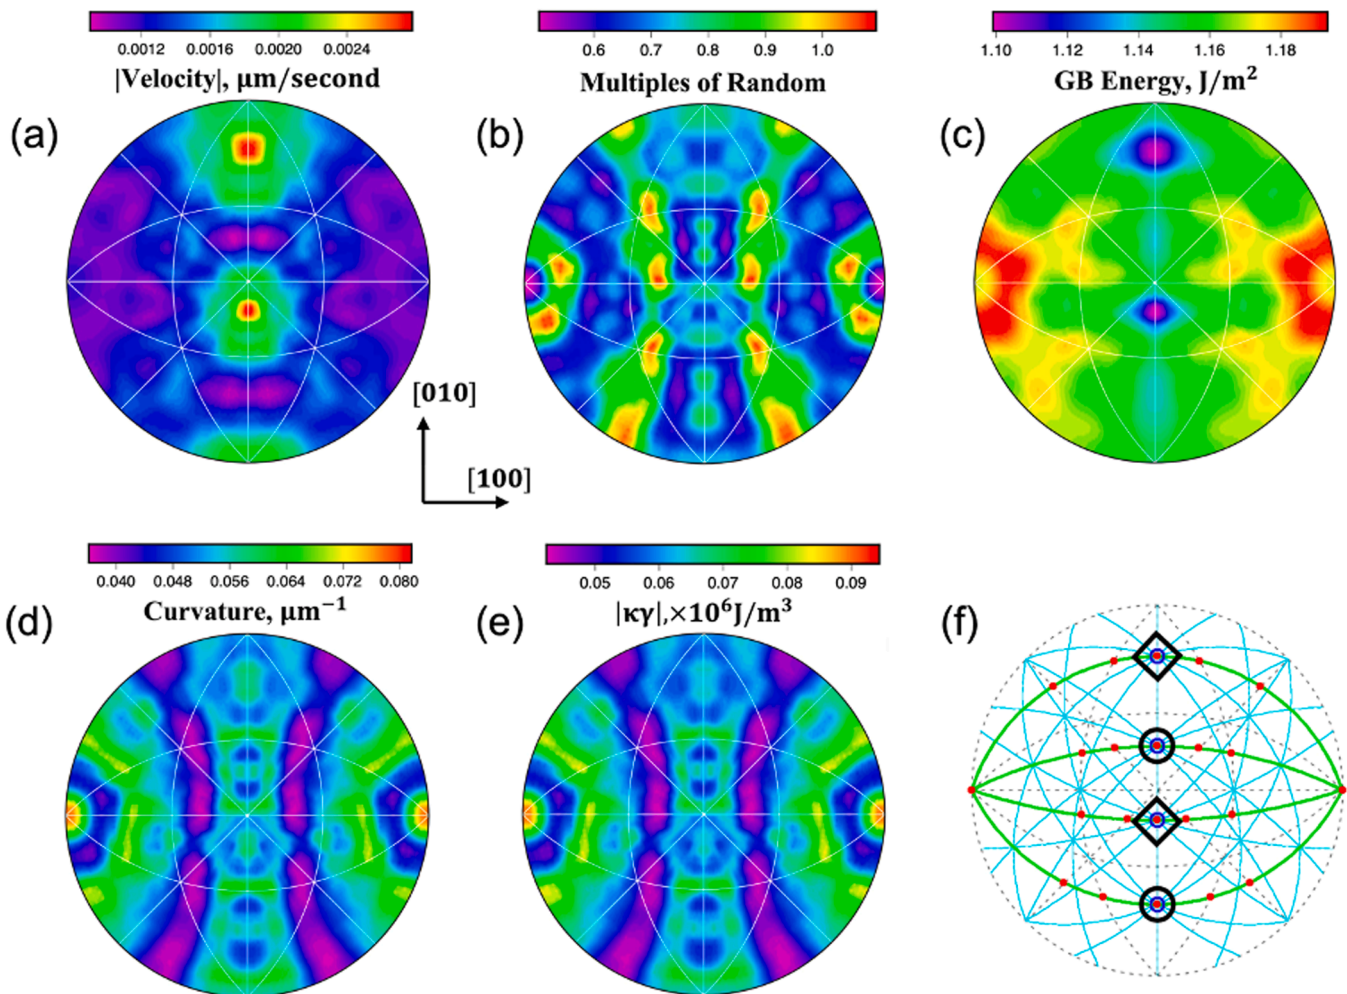 0.0012 0.0016 0.0020 0.0024
|Velocity|, μm/second
(a)
0.6 0.7 0.8 0.9 1.0
Multiples of Random
(b)
1.10 1.12 1.14 1.16 1.18
GB Energy, J/m²
(c)
[010]
[100]
0.040 0.048 0.056 0.064 0.072 0.080
Curvature, μm⁻¹
(d)
0.05 0.06 0.07 0.08 0.09
|κγ|,×10⁶J/m³
(e)
(f)